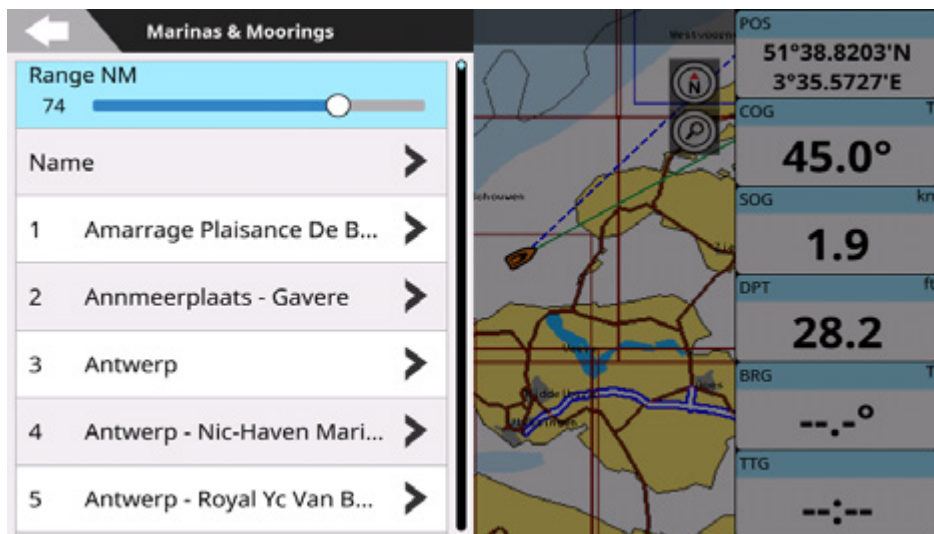 Marinas & Moorings
Range NM
74
Name
1 Amarrage Plaisance De B...
2 Annmeerplaats - Gavere
3 Antwerp
4 Antwerp - Nic-Haven Mari...
5 Antwerp - Royal Yc Van B...
N
POS
51°38.8203'N
3°35.5727'E
COG T
45.0°
SOG kn
1.9
DPT ft
28.2
BRG T
--.-°
TTG
--:--